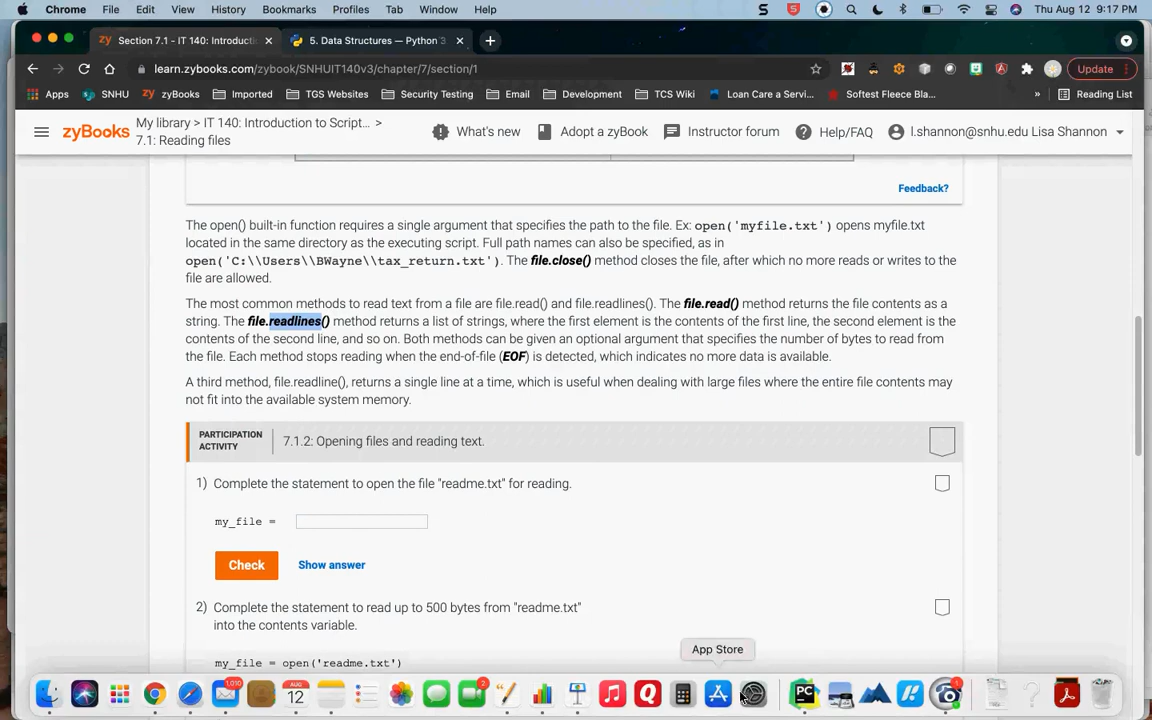 Chrome File Edit View History Bookmarks Profiles Tab Window Help Thu Aug 12 9:17 PM
Section 7.1 - IT 140: Introducti × 5. Data Structures — Python 3 × +
learn.zybooks.com/zybook/SNHUIT140v3/chapter/7/section/1 Update
Apps SNHU zyBooks Imported TGS Websites Security Testing Email Development TCS Wiki Loan Care a Servic... Softest Fleece Bla... » Reading List
zyBooks My library > IT 140: Introduction to Script... >
7.1: Reading files
What's new Adopt a zyBook Instructor forum Help/FAQ l.shannon@snhu.edu Lisa Shannon
Feedback?
The open() built-in function requires a single argument that specifies the path to the file. Ex: open('myfile.txt') opens myfile.txt
located in the same directory as the executing script. Full path names can also be specified, as in
open('C:\\Users\\BWayne\\tax_return.txt'). The file.close() method closes the file, after which no more reads or writes to the
file are allowed.
The most common methods to read text from a file are file.read() and file.readlines(). The file.read() method returns the file contents as a
string. The file.readlines() method returns a list of strings, where the first element is the contents of the first line, the second element is the
contents of the second line, and so on. Both methods can be given an optional argument that specifies the number of bytes to read from
the file. Each method stops reading when the end-of-file (EOF) is detected, which indicates no more data is available.
A third method, file.readline(), returns a single line at a time, which is useful when dealing with large files where the entire file contents may
not fit into the available system memory.
PARTICIPATION
ACTIVITY
7.1.2: Opening files and reading text.
1) Complete the statement to open the file "readme.txt" for reading.
my_file =
Check Show answer
2) Complete the statement to read up to 500 bytes from "readme.txt"
into the contents variable.
App Store
my_file = open('readme.txt')
1,010
AUG
12
2
PC
1